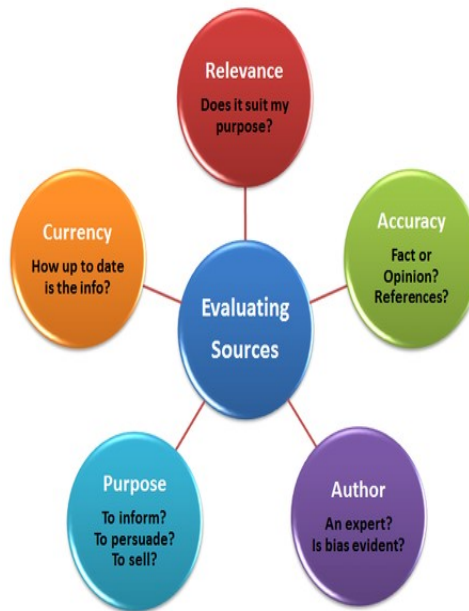 Relevance
Does it suit my
purpose?
Accuracy
Fact or
Opinion?
References?
Currency
How up to date
is the info?
Evaluating
Sources
Purpose
To inform?
To persuade?
To sell?
Author
An expert?
Is bias evident?